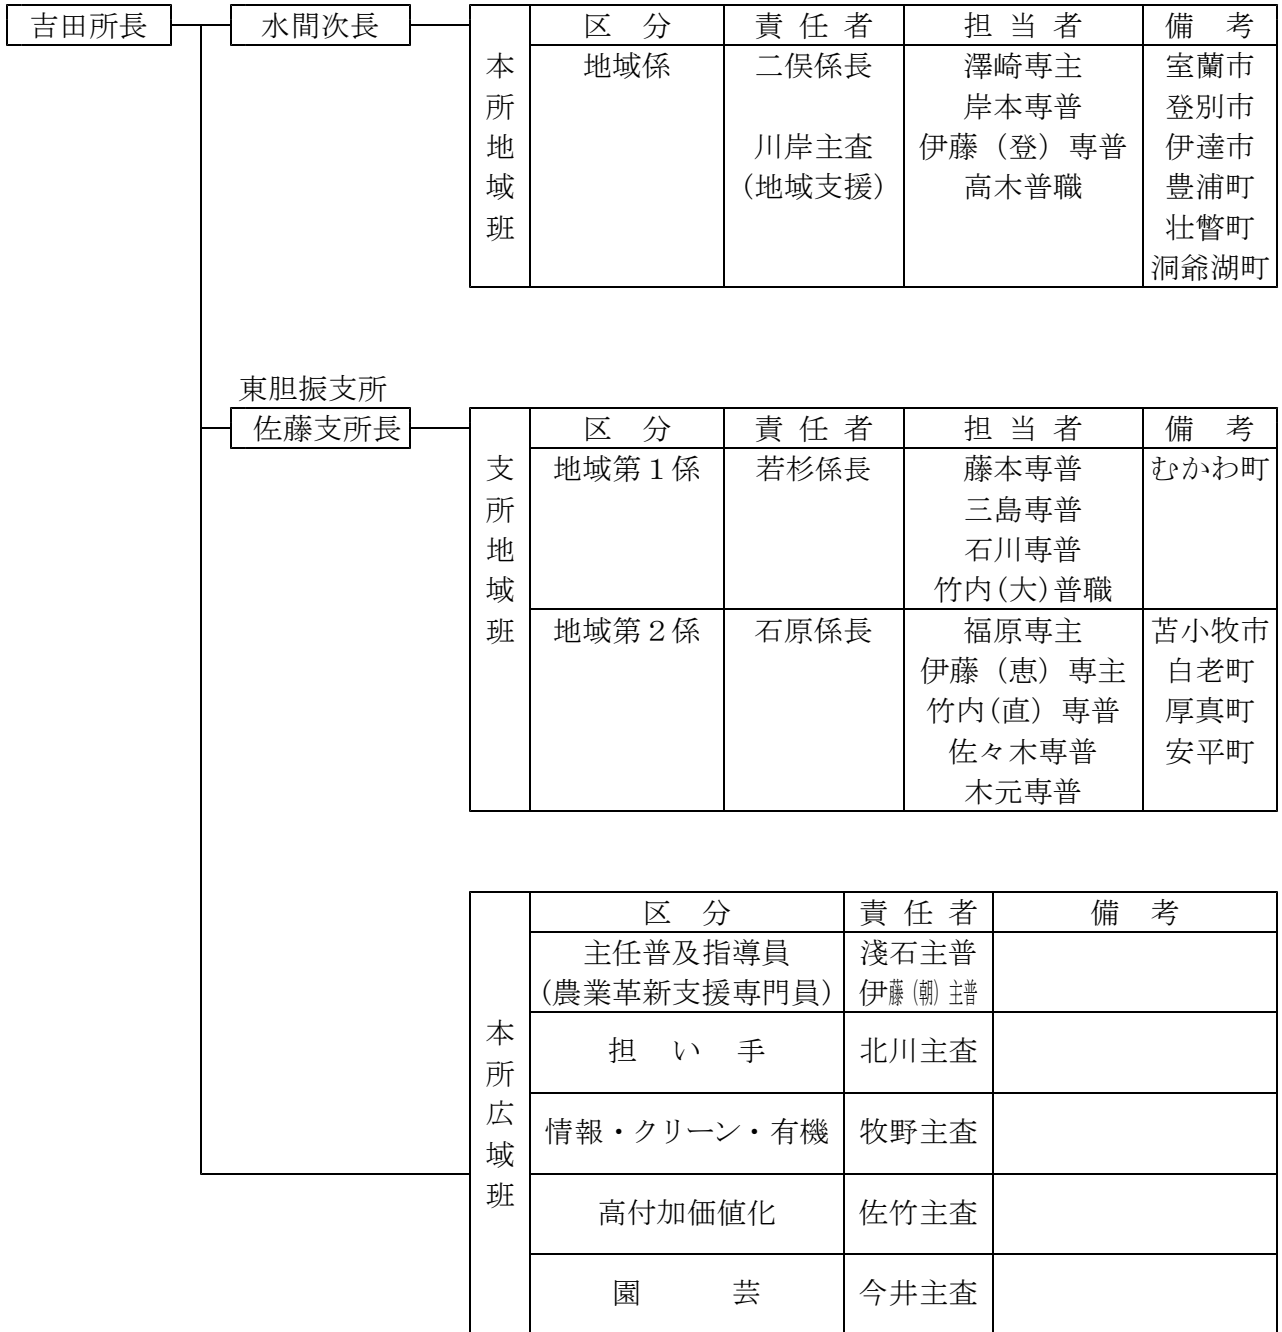 吉田所長 水間次長
本所地域班
区　分 責 任 者 担 当 者 備　考
地域係 二俣係長 澤崎専主 室蘭市
岸本専普 登別市
川岸主査 伊藤（登）専普 伊達市
(地域支援) 高木普職 豊浦町
壮瞥町
洞爺湖町
東胆振支所
佐藤支所長
支所地域班
区　分 責 任 者 担 当 者 備　考
地域第１係 若杉係長 藤本専普 むかわ町
三島専普
石川専普
竹内(大)普職
地域第２係 石原係長 福原専主 苫小牧市
伊藤（恵）専主 白老町
竹内(直）専普 厚真町
佐々木専普 安平町
木元専普
本所広域班
区　分 責 任 者 備　考
主任普及指導員 淺石主普
(農業革新支援専門員) 伊藤(朝)主普
担　い　手 北川主査
情報・クリーン・有機 牧野主査
高付加価値化 佐竹主査
園　　芸 今井主査